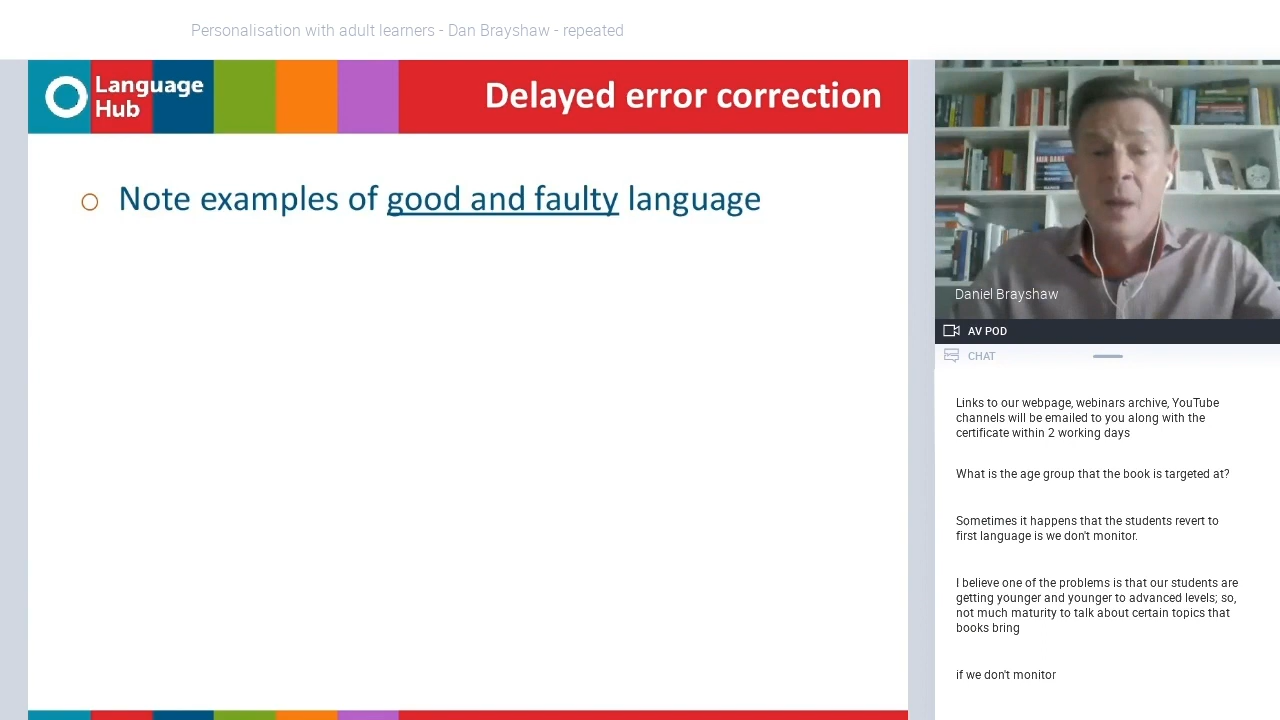 Personalisation with adult learners - Dan Brayshaw - repeated
Language
Hub
Delayed error correction
Note examples of good and faulty language
IAIN BANKS
Daniel Brayshaw
AV POD
CHAT
Links to our webpage, webinars archive, YouTube
channels will be emailed to you along with the
certificate within 2 working days
What is the age group that the book is targeted at?
Sometimes it happens that the students revert to
first language is we don't monitor.
I believe one of the problems is that our students are
getting younger and younger to advanced levels; so,
not much maturity to talk about certain topics that
books bring
if we don't monitor